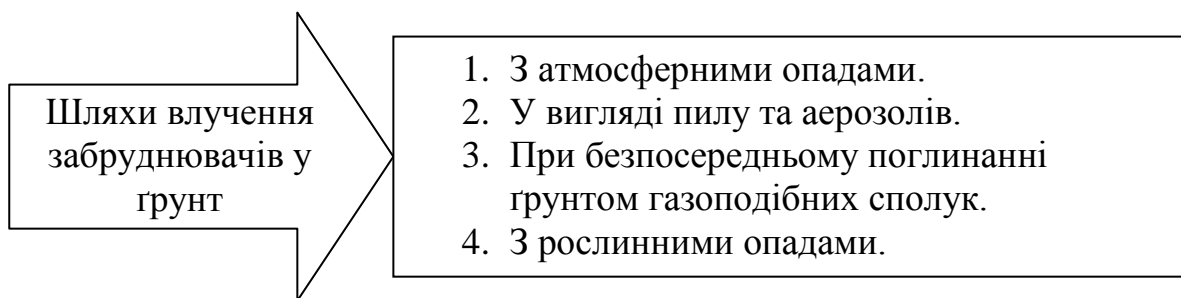 Шляхи влучення
забруднювачів у
ґрунт
1. З атмосферними опадами.
2. У вигляді пилу та аерозолів.
3. При безпосередньому поглинанні
ґрунтом газоподібних сполук.
4. З рослинними опадами.